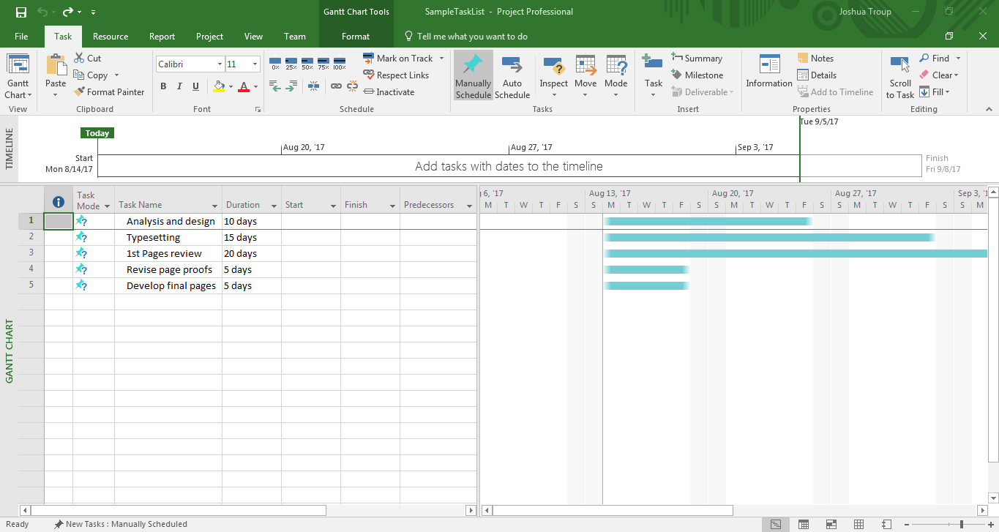 Gantt Chart Tools
SampleTaskList - Project Professional
Joshua Troup
File Task Resource Report Project View Team Format Tell me what you want to do
Gantt Chart
View
Paste
Cut
Copy
Format Painter
Clipboard
Calibri 11
B I U A
Font
0% 25% 50% 75% 100%
Mark on Track
Respect Links
Inactivate
Schedule
Manually Schedule
Auto Schedule
Inspect
Move
Mode
Tasks
Task
Summary
Milestone
Deliverable
Insert
Information
Notes
Details
Add to Timeline
Properties
Scroll to Task
Find
Clear
Fill
Editing
TIMELINE
Tue 9/5/17
Today
Aug 20, '17 Aug 27, '17 Sep 3, '17
Start
Mon 8/14/17
Add tasks with dates to the timeline
Finish
Fri 9/8/17
GANTT CHART
Task Mode Task Name Duration Start Finish Predecessors
6, '17 Aug 13, '17 Aug 20, '17 Aug 27, '17 Sep 3, '1
M T W T F S S M T W T F S S M T W T F S S M T W T F S S M
1 Analysis and design 10 days
2 Typesetting 15 days
3 1st Pages review 20 days
4 Revise page proofs 5 days
5 Develop final pages 5 days
Ready New Tasks : Manually Scheduled